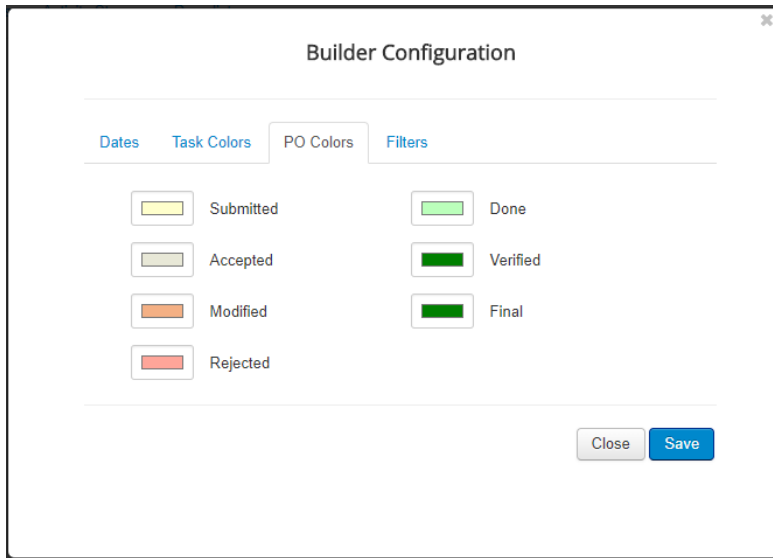 Builder Configuration
Dates Task Colors PO Colors Filters
Submitted Done
Accepted Verified
Modified Final
Rejected
Close Save